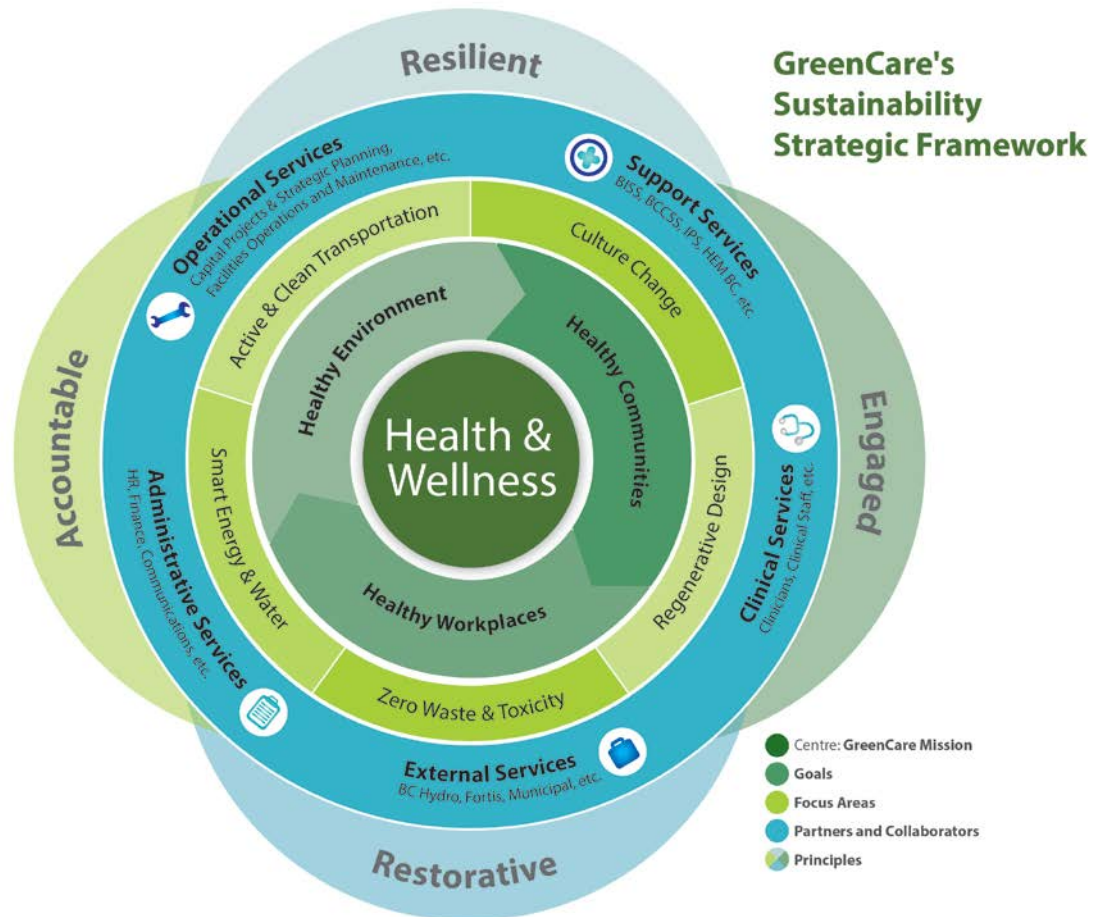 GreenCare's
Sustainability
Strategic Framework
Resilient
Engaged
Restorative
Accountable
Operational Services
Capital Projects & Strategic Planning,
Facilities Operations and Maintenance, etc.
Support Services
BISS, BCCSS, IPS, HEM BC, etc.
Clinical Services
Clinicians, Clinical Staff, etc.
External Services
BC Hydro, Fortis, Municipal, etc.
Administrative Services
HR, Finance, Communications, etc.
Active & Clean Transportation
Culture Change
Regenerative Design
Zero Waste & Toxicity
Smart Energy & Water
Healthy Environment
Healthy Communities
Healthy Workplaces
Health &
Wellness
Centre: GreenCare Mission
Goals
Focus Areas
Partners and Collaborators
Principles